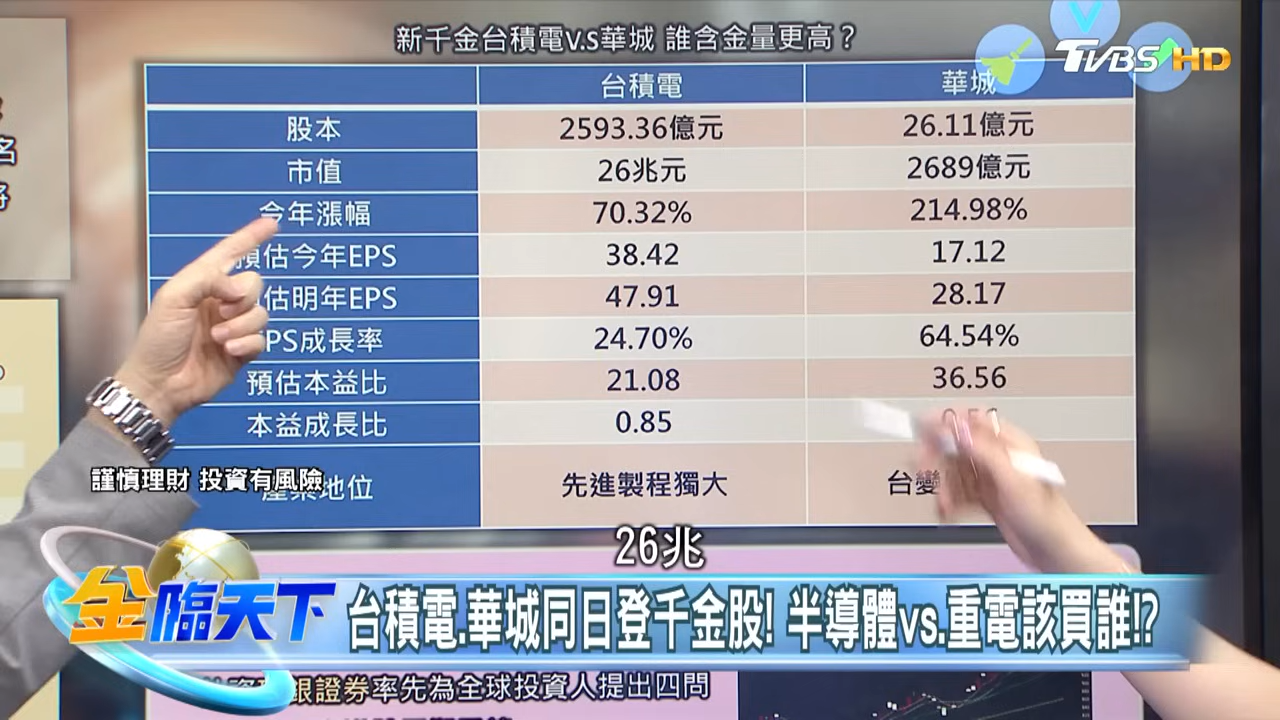 新千金台積電v.s華城 誰含金量更高？
TVBS HD
台積電 華城
股本 2593.36億元 26.11億元
市值 26兆元 2689億元
今年漲幅 70.32% 214.98%
預估今年EPS 38.42 17.12
估明年EPS 47.91 28.17
EPS成長率 24.70% 64.54%
預估本益比 21.08 36.56
本益成長比 0.85
地位 先進製程獨大 台變
謹慎理財 投資有風險
26兆
金臨天下
台積電.華城同日登千金股! 半導體vs.重電該買誰!?
銀證券率先為全球投資人提出四問